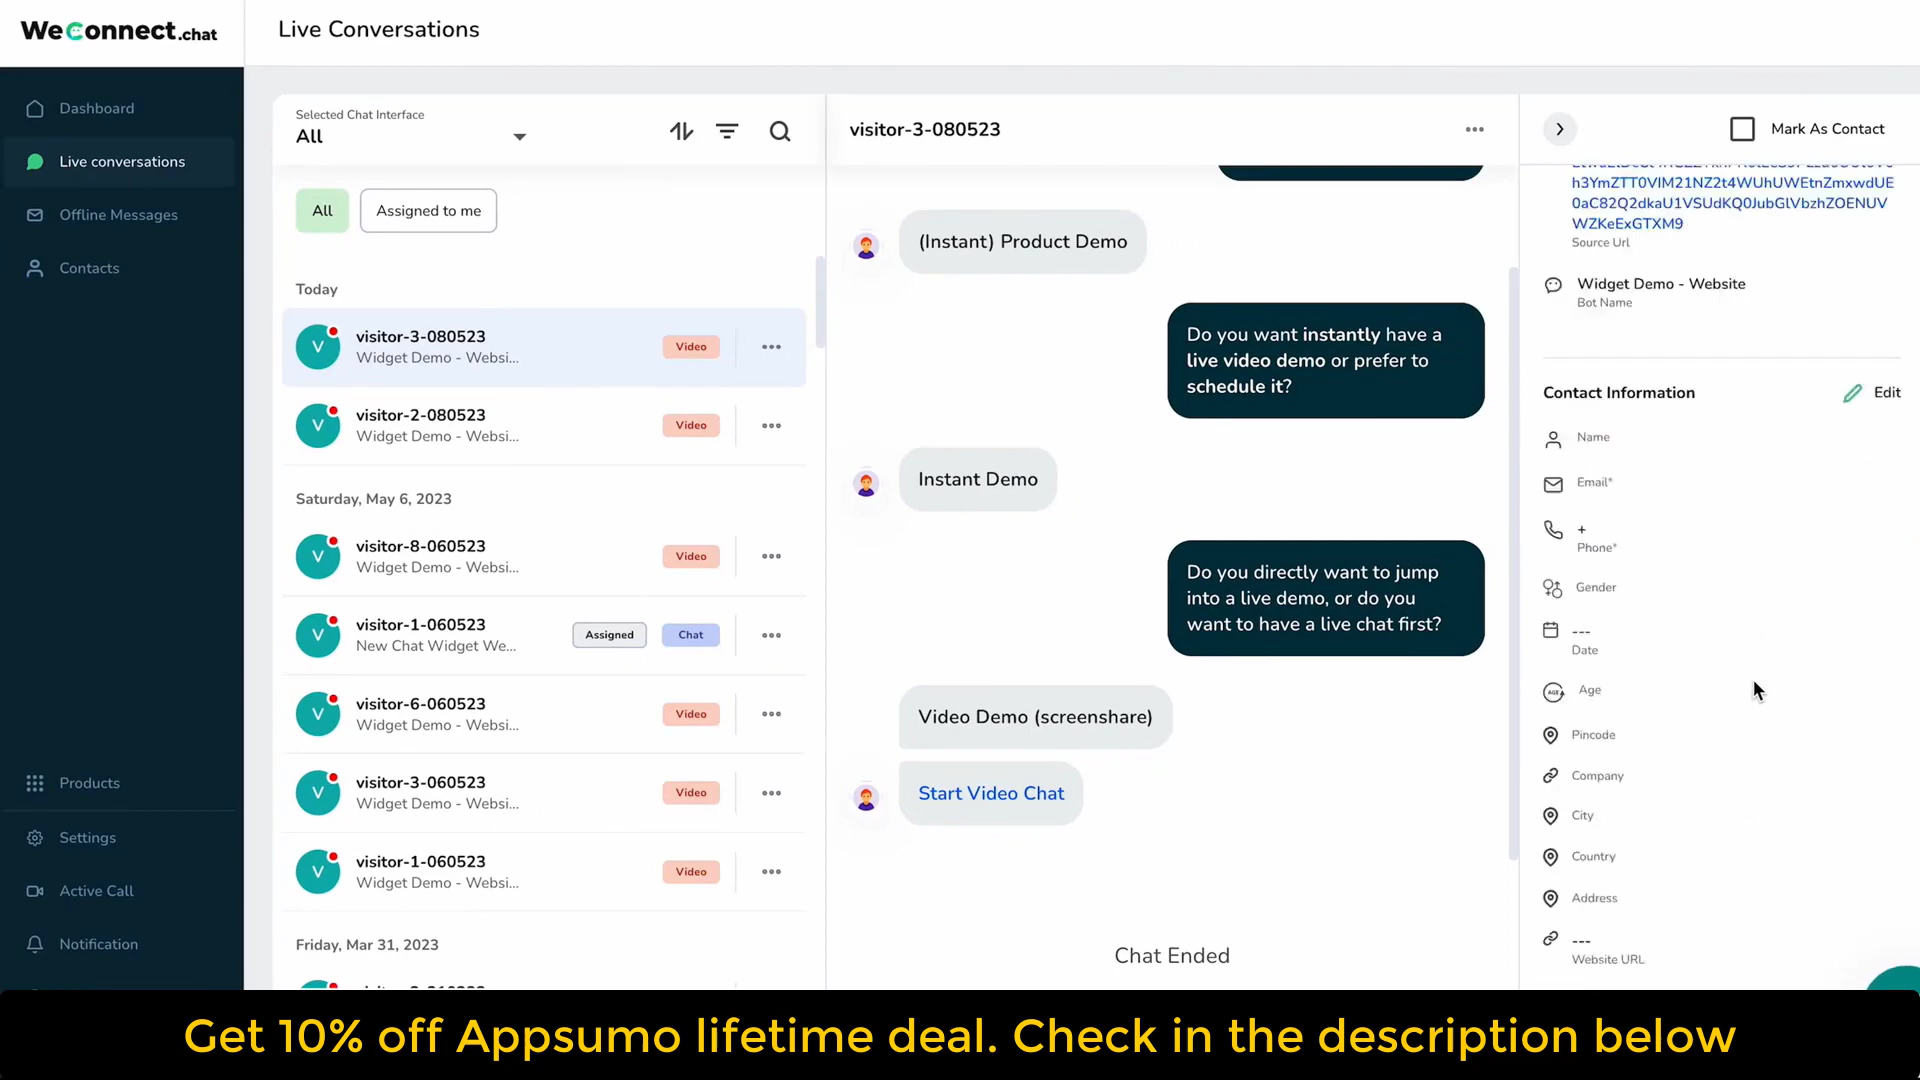 WeConnect.chat
Live Conversations
Dashboard
Live conversations
Offline Messages
Contacts
Products
Settings
Active Call
Notification
Selected Chat Interface
All
All
Assigned to me
Today
V
visitor-3-080523
Widget Demo - Websi...
Video
V
visitor-2-080523
Widget Demo - Websi...
Video
Saturday, May 6, 2023
V
visitor-8-060523
Widget Demo - Websi...
Video
V
visitor-1-060523
New Chat Widget We...
Assigned
Chat
V
visitor-6-060523
Widget Demo - Websi...
Video
V
visitor-3-060523
Widget Demo - Websi...
Video
V
visitor-1-060523
Widget Demo - Websi...
Video
Friday, Mar 31, 2023
visitor-3-080523
(Instant) Product Demo
Do you want instantly have a
live video demo or prefer to
schedule it?
Instant Demo
Do you directly want to jump
into a live demo, or do you
want to have a live chat first?
Video Demo (screenshare)
Start Video Chat
Chat Ended
Mark As Contact
h3YmZTT0VIM21NZ2t4WUhUWEtnZmxwdUE
0aC82Q2dkaU1VSUdKQ0JubGlVbzhZOENUV
WZKeExGTXM9
Source Url
Widget Demo - Website
Bot Name
Contact Information
Edit
Name
Email*
+
Phone*
Gender
---
Date
AGE
Age
Pincode
Company
City
Country
Address
---
Website URL
Get 10% off Appsumo lifetime deal. Check in the description below